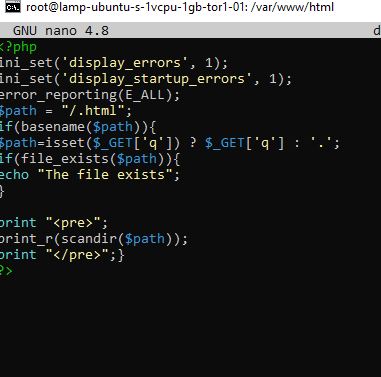 root@lamp-ubuntu-s-1vcpu-1gb-tor1-01: /var/www/html
GNU nano 4.8
<?php
ini_set('display_errors', 1);
ini_set('display_startup_errors', 1);
error_reporting(E_ALL);
$path = "/.html";
if(basename($path)){
$path=isset($_GET['q']) ? $_GET['q'] : '.';
if(file_exists($path)){
echo "The file exists";
}
print "<pre>";
print_r(scandir($path));
print "</pre>";}
?>